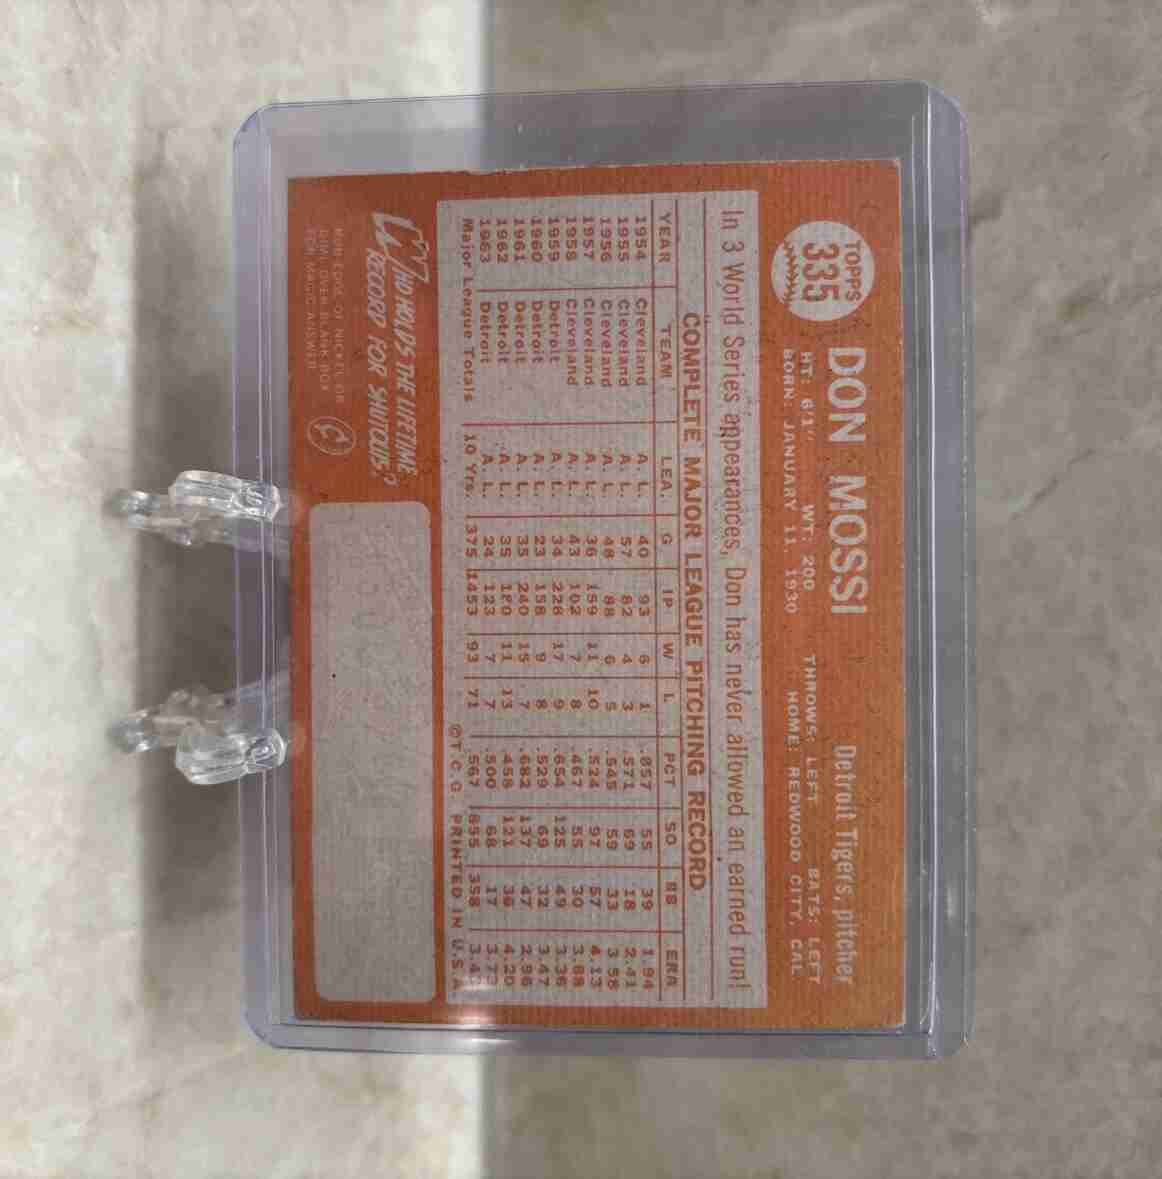 TOPPS
335
DON MOSSI Detroit Tigers, pitcher
HT: 6'1" WT: 200 THROWS: LEFT BATS: LEFT
BORN: JANUARY 11, 1930 HOME: REDWOOD CITY, CAL
In 3 World Series appearances, Don has never allowed an earned run!
COMPLETE MAJOR LEAGUE PITCHING RECORD
YEAR TEAM LEA. G IP W L PCT SO BB ERA
1954 Cleveland A. L. 40 93 6 1 .857 55 39 1.94
1955 Cleveland A. L. 57 82 4 3 .571 69 18 2.41
1956 Cleveland A. L. 48 88 6 5 .545 59 33 3.58
1957 Cleveland A. L. 36 159 11 10 .524 97 57 4.13
1958 Cleveland A. L. 43 102 7 8 .467 55 30 3.88
1959 Detroit A. L. 34 228 17 9 .654 125 49 3.36
1960 Detroit A. L. 23 158 9 8 .529 69 32 3.47
1961 Detroit A. L. 35 240 15 7 .682 137 47 2.96
1962 Detroit A. L. 35 180 11 13 .458 121 36 4.20
1963 Detroit A. L. 24 123 7 7 .500 68 17
Major League Totals 10 Yrs. 375 1453 93 71 .567 855 358
©T.C.G. PRINTED IN U.S.A.
WHO HOLDS THE LIFETIME
RECORD FOR SHUTOUTS?
RUB EDGE OF NICKEL OR
DIME OVER BLANK BOX
FOR MAGIC ANSWER